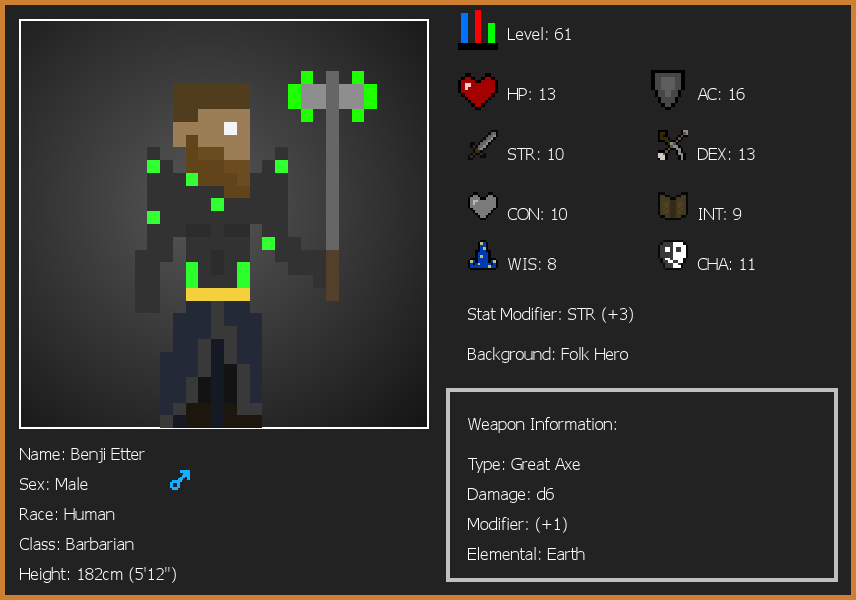 Level: 61
HP: 13
AC: 16
STR: 10
DEX: 13
CON: 10
INT: 9
WIS: 8
CHA: 11
Stat Modifier: STR (+3)
Background: Folk Hero
Weapon Information:
Type: Great Axe
Damage: d6
Modifier: (+1)
Elemental: Earth
Name: Benji Etter
Sex: Male
Race: Human
Class: Barbarian
Height: 182cm (5'12")